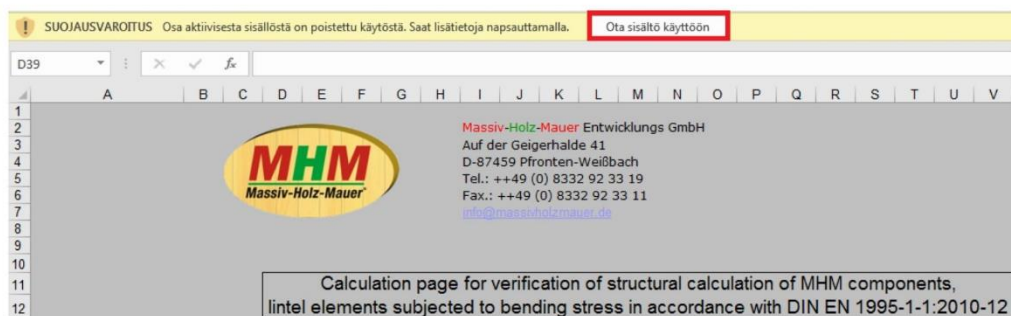 SUOJAUSVAROITUS Osa aktiivisesta sisällöstä on poistettu käytöstä. Saat lisätietoja napsauttamalla. Ota sisältö käyttöön
D39 fx
A B C D E F G H I J K L M N O P Q R S T U V
1
2 Massiv-Holz-Mauer Entwicklungs GmbH
3 Auf der Geigerhalde 41
4 D-87459 Pfronten-Weißbach
5 Tel.: ++49 (0) 8332 92 33 19
6 Fax.: ++49 (0) 8332 92 33 11
7 info@massivholzmauer.de
MHM
Massiv-Holz-Mauer
8
9
10
11 Calculation page for verification of structural calculation of MHM components,
12 lintel elements subjected to bending stress in accordance with DIN EN 1995-1-1:2010-12